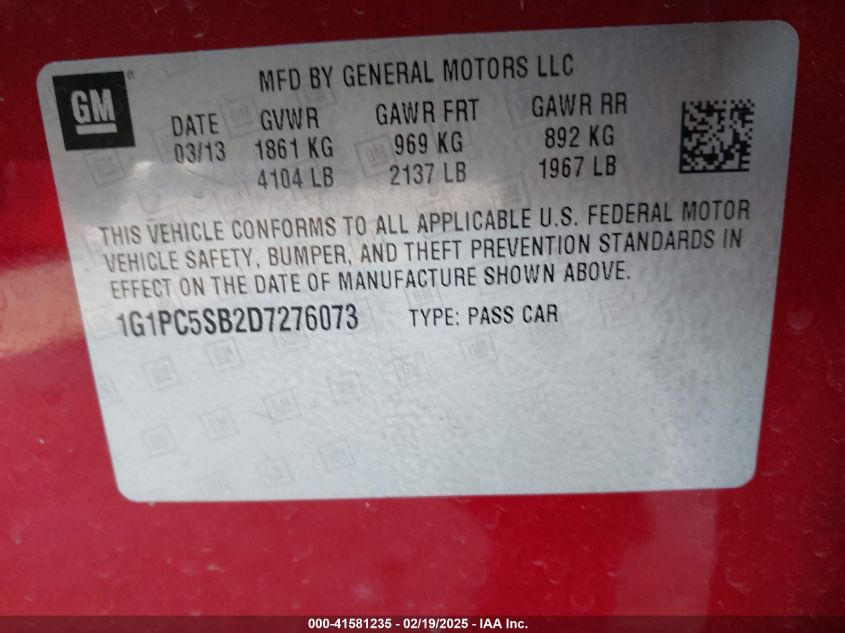 GM
MFD BY GENERAL MOTORS LLC
DATE GVWR GAWR FRT GAWR RR
03/13 1861 KG 969 KG 892 KG
4104 LB 2137 LB 1967 LB
THIS VEHICLE CONFORMS TO ALL APPLICABLE U.S. FEDERAL MOTOR
VEHICLE SAFETY, BUMPER, AND THEFT PREVENTION STANDARDS IN
EFFECT ON THE DATE OF MANUFACTURE SHOWN ABOVE.
1G1PC5SB2D7276073 TYPE: PASS CAR
000-41581235 - 02/19/2025 - IAA Inc.